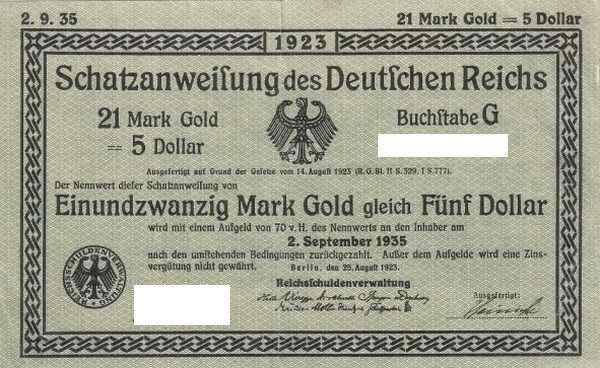 2. 9. 35
21 Mark Gold = 5 Dollar
1923
Schatzanweiſung des Deutſchen Reichs
21 Mark Gold
= 5 Dollar
Buchſtabe G
Ausgefertigt auf Grund der Geſetze vom 14. Auguſt 1923 (R. G. Bl. II S. 329, I S. 777).
Der Nennwert dieſer Schatzanweiſung von
Einundzwanzig Mark Gold gleich Fünf Dollar
wird mit einem Aufgeld von 70 v. H. des Nennwerts an den Inhaber am
2. September 1935
nach den umſtehenden Bedingungen zurückgezahlt. Außer dem Aufgelde wird eine Zins-
vergütung nicht gewährt.
Berlin, den 25. Auguſt 1923.
Reichsſchuldenverwaltung
REICHSSCHULDENVERWALTUNG
Ausgefertigt: